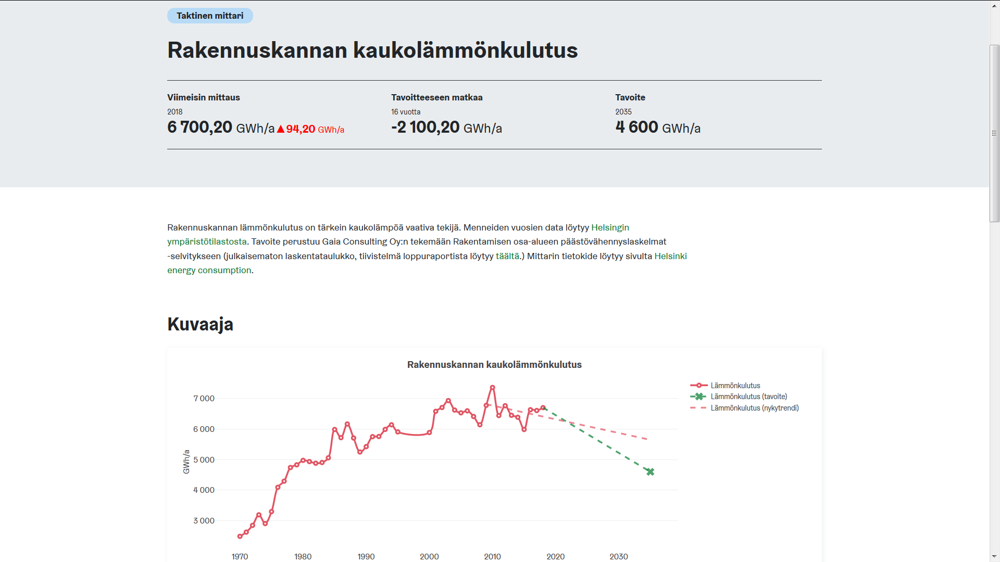 Taktinen mittari
Rakennuskannan kaukolämmönkulutus
Viimeisin mittaus
2018
6 700,20 GWh/a ▲94,20 GWh/a
Tavoitteeseen matkaa
16 vuotta
-2 100,20 GWh/a
Tavoite
2035
4 600 GWh/a
Rakennuskannan lämmönkulutus on tärkein kaukolämpöä vaativa tekijä. Menneiden vuosien data löytyy Helsingin
ympäristötilastosta. Tavoite perustuu Gaia Consulting Oy:n tekemään Rakentamisen osa-alueen päästövähennyslaskelmat
-selvitykseen (julkaisematon laskentataulukko, tiivistelmä loppuraportista löytyy täältä.) Mittarin tietokide löytyy sivulta Helsinki
energy consumption.
Kuvaaja
Rakennuskannan kaukolämmönkulutus
Lämmönkulutus
Lämmönkulutus (tavoite)
Lämmönkulutus (nykytrendi)
GWh/a
7 000
6 000
5 000
4 000
3 000
1970 1980 1990 2000 2010 2020 2030